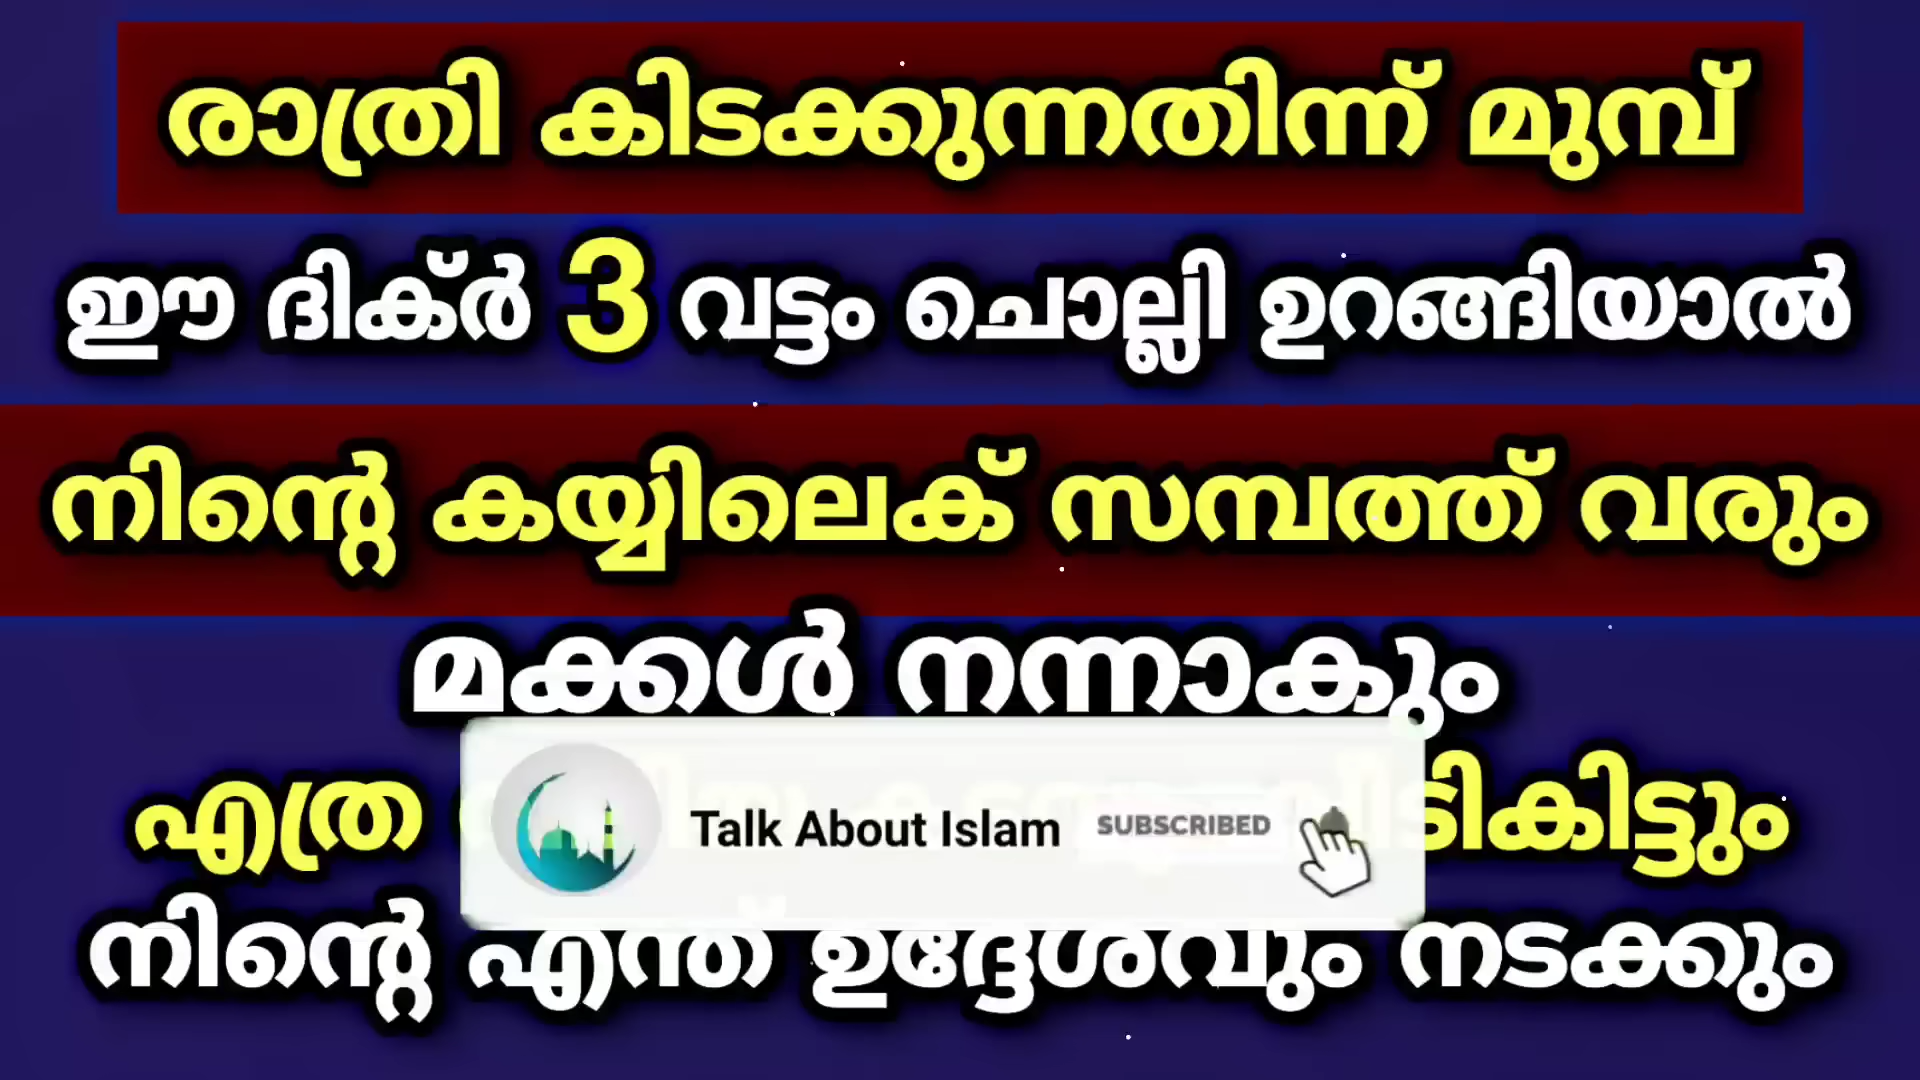 രാത്രി കിടക്കുന്നതിന് മുമ്പ്
ഈ ദിക്ർ 3 വട്ടം ചൊല്ലി ഉറങ്ങിയാൽ
നിന്റെ കയ്യിലെക് സമ്പത്ത് വരും
മക്കൾ നന്നാകും
എത്ര
Talk About Islam SUBSCRIBED
നിന്റെ എന്ത് ഉദ്ദേശവും നടക്കും